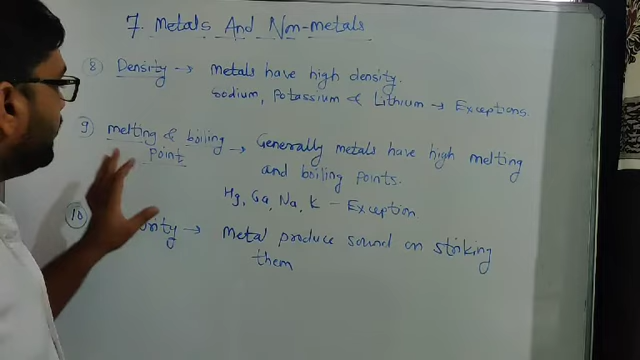 7. Metals And Non-metals
8) Density → Metals have high density.
Sodium, Potassium & Lithium → Exceptions.
9) Melting & boiling point → Generally metals have high melting
and boiling points.
Hg, Ga, Na, K - Exception
10) → Metal produce sound on striking
them